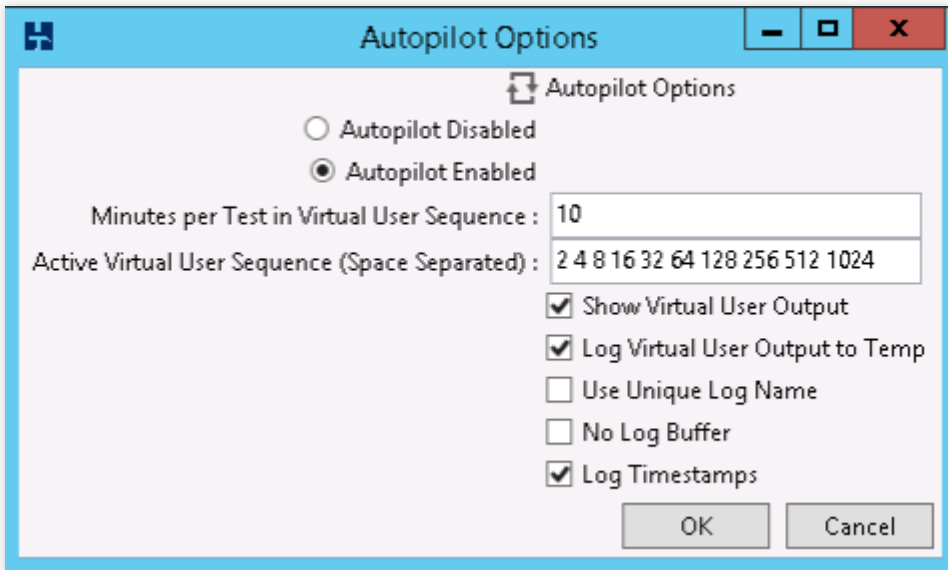 Autopilot Options
Autopilot Options
Autopilot Disabled
Autopilot Enabled
Minutes per Test in Virtual User Sequence : 10
Active Virtual User Sequence (Space Separated) : 2 4 8 16 32 64 128 256 512 1024
Show Virtual User Output
Log Virtual User Output to Temp
Use Unique Log Name
No Log Buffer
Log Timestamps
OK Cancel